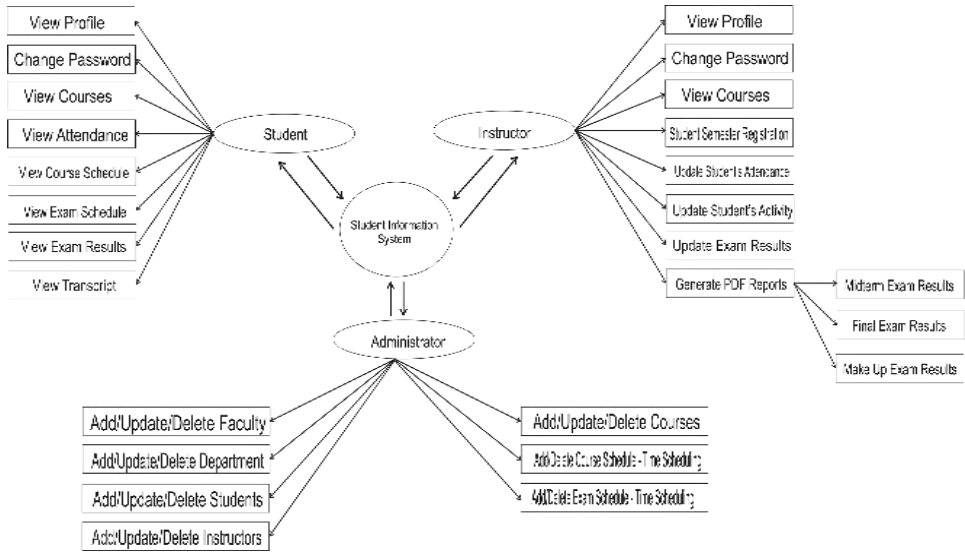 View Profile
Change Password
View Courses
View Attendance
View Course Schedule
View Exam Schedule
View Exam Results
View Transcript
Student
Instructor
View Profile
Change Password
View Courses
Student Semester Registration
Update Student's Attendance
Update Student's Activity
Update Exam Results
Generate PDF Reports
Midterm Exam Results
Final Exam Results
Make Up Exam Results
Student Information
System
Administrator
Add/Update/Delete Faculty
Add/Update/Delete Department
Add/Update/Delete Students
Add/Update/Delete Instructors
Add/Update/Delete Courses
Add/Delete Course Schedule - Time Scheduling
Add/Delete Exam Schedule - Time Scheduling